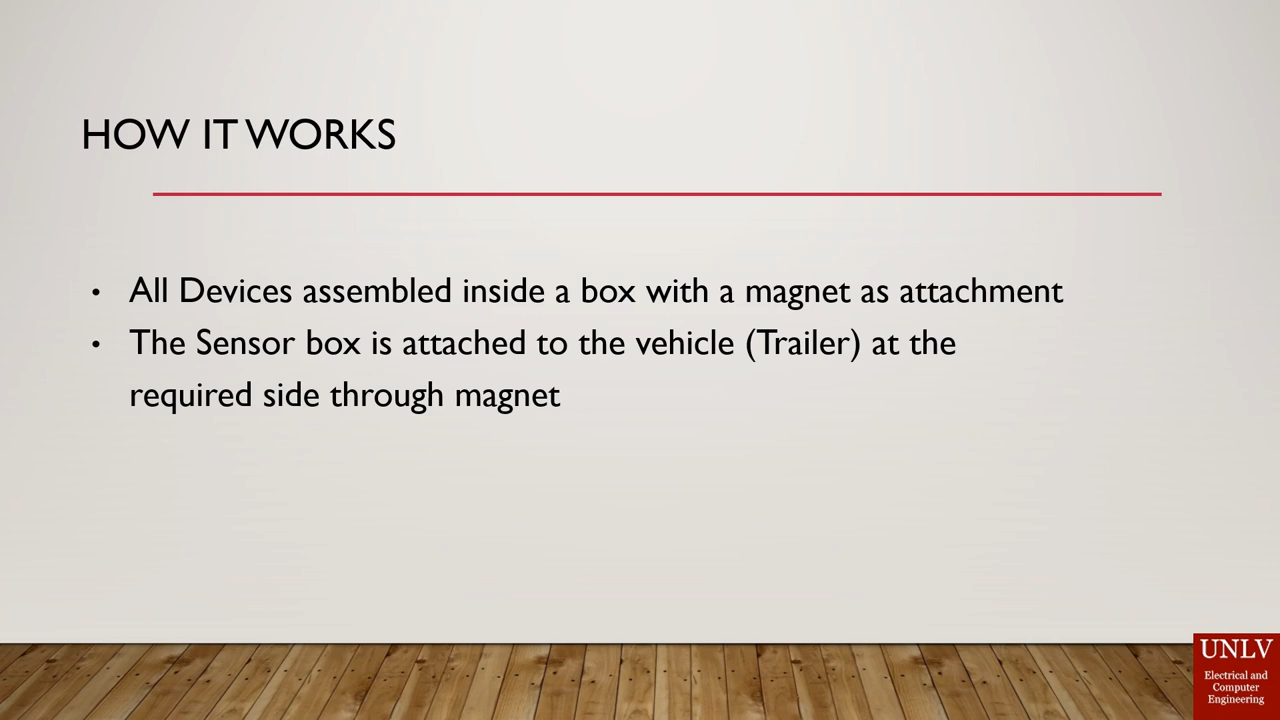 HOW IT WORKS
• All Devices assembled inside a box with a magnet as attachment
• The Sensor box is attached to the vehicle (Trailer) at the
required side through magnet
UNLV
Electrical and
Computer
Engineering